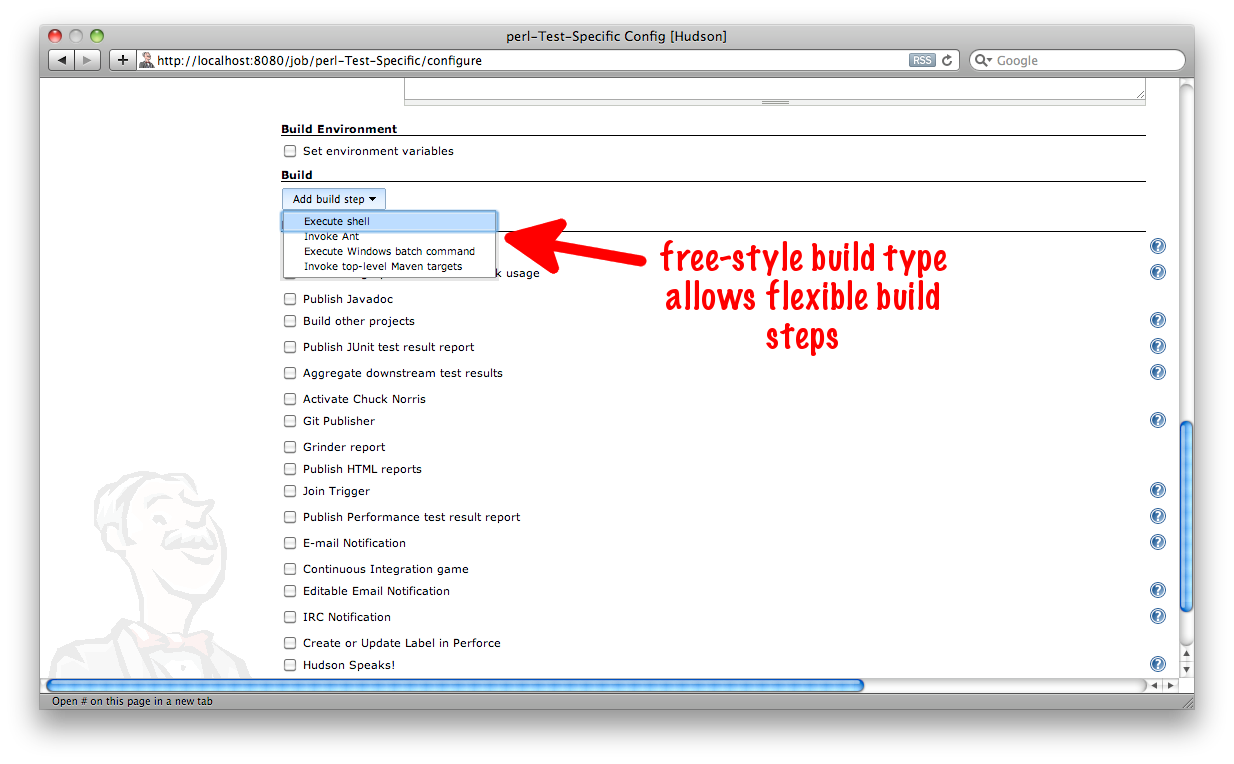 perl-Test-Specific Config [Hudson]
http://localhost:8080/job/perl-Test-Specific/configure
RSS
Google
Build Environment
Set environment variables
Build
Add build step
Execute shell
Invoke Ant
Execute Windows batch command
Invoke top-level Maven targets
usage
free-style build type
allows flexible build
steps
Publish Javadoc
Build other projects
Publish JUnit test result report
Aggregate downstream test results
Activate Chuck Norris
Git Publisher
Grinder report
Publish HTML reports
Join Trigger
Publish Performance test result report
E-mail Notification
Continuous Integration game
Editable Email Notification
IRC Notification
Create or Update Label in Perforce
Hudson Speaks!
Open # on this page in a new tab